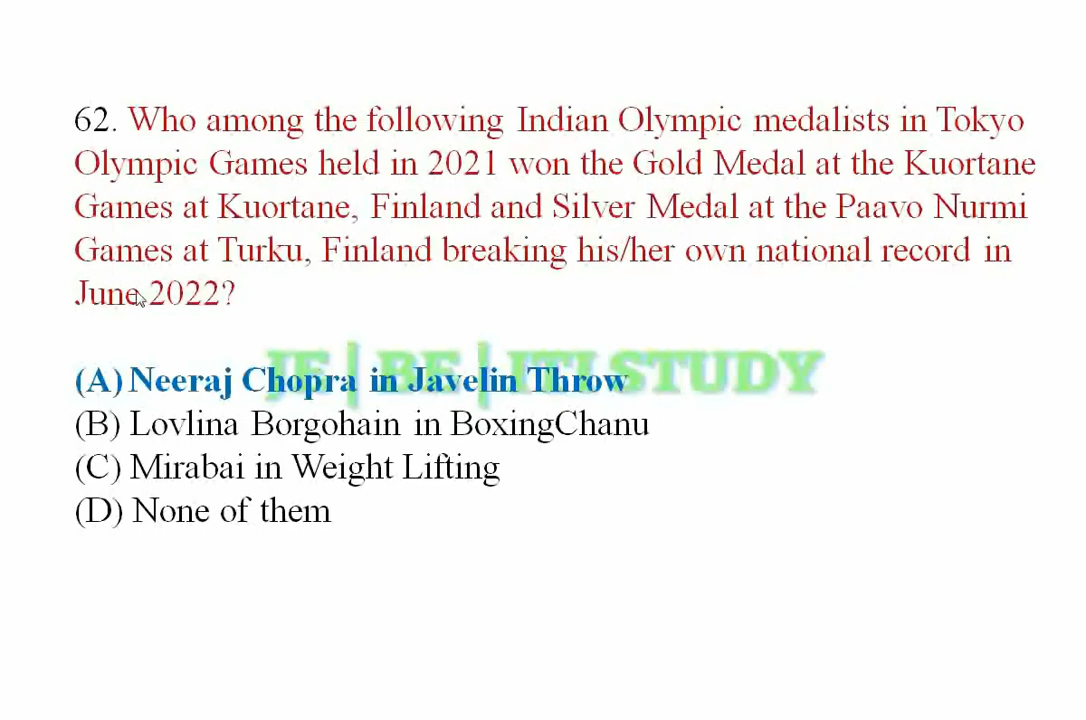 62. Who among the following Indian Olympic medalists in Tokyo
Olympic Games held in 2021 won the Gold Medal at the Kuortane
Games at Kuortane, Finland and Silver Medal at the Paavo Nurmi
Games at Turku, Finland breaking his/her own national record in
June 2022?
JE | BE | ITI STUDY
(A) Neeraj Chopra in Javelin Throw
(B) Lovlina Borgohain in BoxingChanu
(C) Mirabai in Weight Lifting
(D) None of them